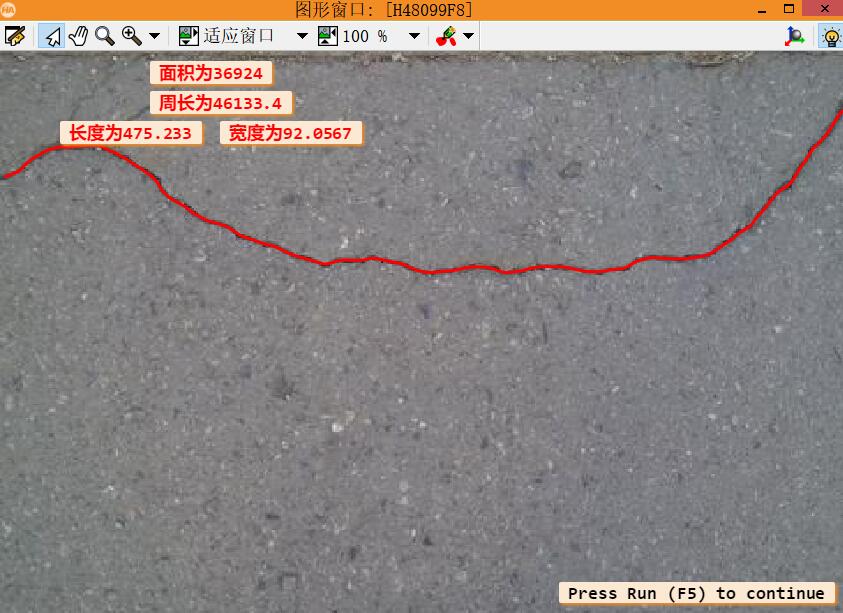 图形窗口: [H48099F8]
适应窗口 100 %
面积为36924
周长为46133.4
长度为475.233 宽度为92.0567
Press Run (F5) to continue